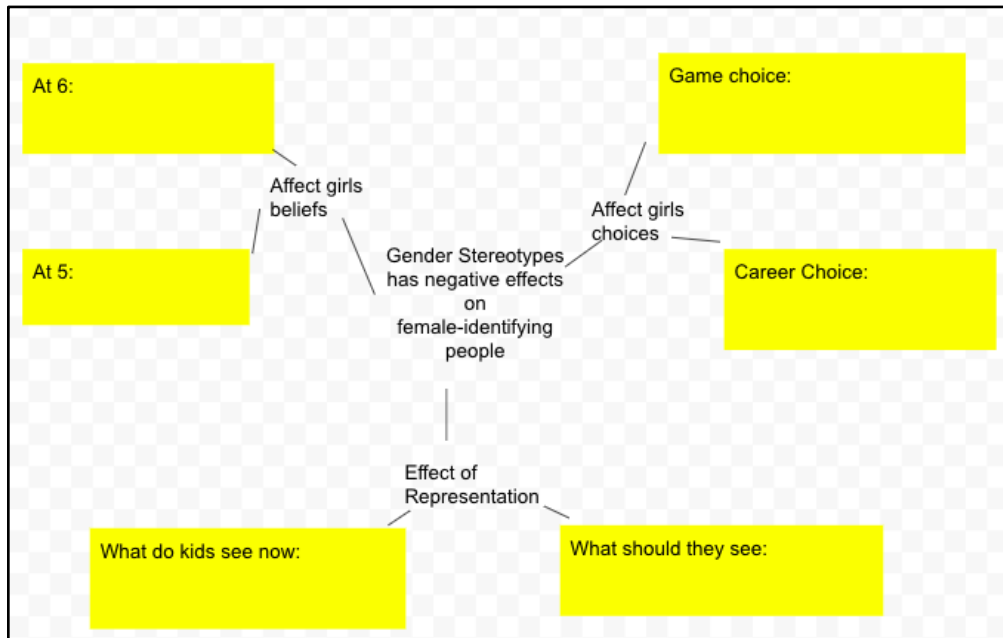 At 6:
Game choice:
Affect girls
beliefs
Affect girls
choices
At 5:
Gender Stereotypes
has negative effects
on
female-identifying
people
Career Choice:
Effect of
Representation
What do kids see now:
What should they see: